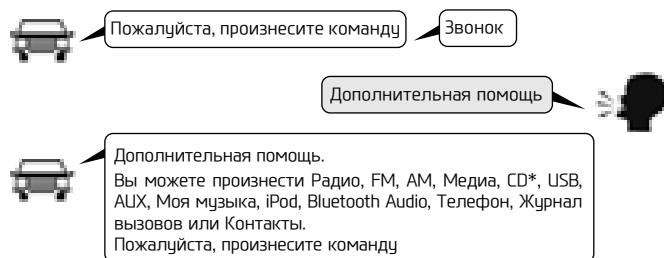 Пожалуйста, произнесите команду
Звонок
Дополнительная помощь
Дополнительная помощь.
Вы можете произнести Радио, FM, AM, Медиа, CD*, USB,
AUX, Моя музыка, iPod, Bluetooth Audio, Телефон, Журнал
вызовов или Контакты.
Пожалуйста, произнесите команду